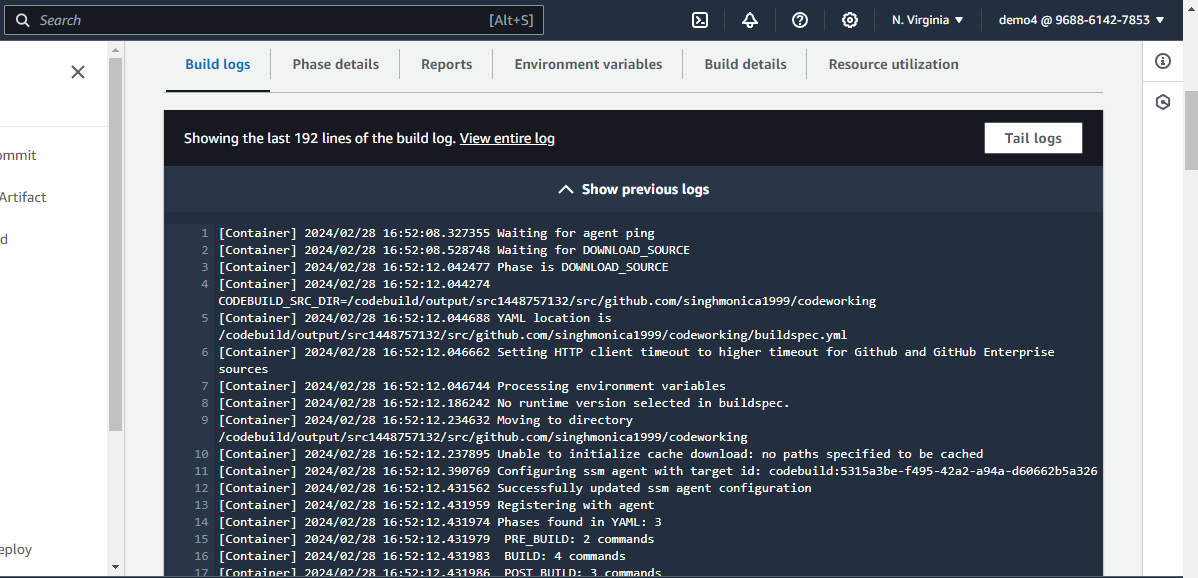 Search [Alt+S] N. Virginia ▼ demo4 @ 9688-6142-7853 ▼
Build logs Phase details Reports Environment variables Build details Resource utilization
Showing the last 192 lines of the build log. View entire log Tail logs
ommit
Show previous logs
Artifact
1 [Container] 2024/02/28 16:52:08.327355 Waiting for agent ping
d
2 [Container] 2024/02/28 16:52:08.528748 Waiting for DOWNLOAD_SOURCE
3 [Container] 2024/02/28 16:52:12.042477 Phase is DOWNLOAD_SOURCE
4 [Container] 2024/02/28 16:52:12.044274
CODEBUILD_SRC_DIR=/codebuild/output/src1448757132/src/github.com/singhmonica1999/codeworking
5 [Container] 2024/02/28 16:52:12.044688 YAML location is
/codebuild/output/src1448757132/src/github.com/singhmonica1999/codeworking/buildspec.yml
6 [Container] 2024/02/28 16:52:12.046662 Setting HTTP client timeout to higher timeout for Github and GitHub Enterprise
sources
7 [Container] 2024/02/28 16:52:12.046744 Processing environment variables
8 [Container] 2024/02/28 16:52:12.186242 No runtime version selected in buildspec.
9 [Container] 2024/02/28 16:52:12.234632 Moving to directory
/codebuild/output/src1448757132/src/github.com/singhmonica1999/codeworking
10 [Container] 2024/02/28 16:52:12.237895 Unable to initialize cache download: no paths specified to be cached
11 [Container] 2024/02/28 16:52:12.390769 Configuring ssm agent with target id: codebuild:5315a3be-f495-42a2-a94a-d60662b5a326
12 [Container] 2024/02/28 16:52:12.431562 Successfully updated ssm agent configuration
13 [Container] 2024/02/28 16:52:12.431959 Registering with agent
14 [Container] 2024/02/28 16:52:12.431974 Phases found in YAML: 3
15 [Container] 2024/02/28 16:52:12.431979 PRE_BUILD: 2 commands
eploy
16 [Container] 2024/02/28 16:52:12.431983 BUILD: 4 commands
17 [Container] 2024/02/28 16:52:12.431986 POST_BUILD: 3 commands